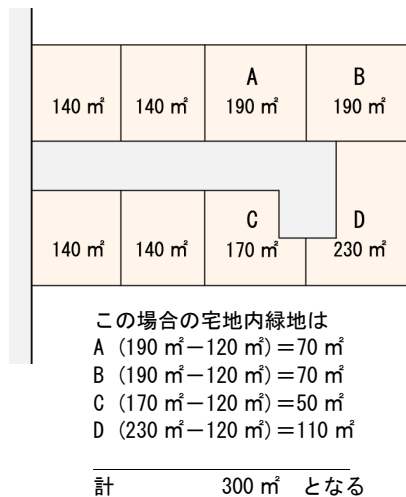 A
B
140 ㎡
140 ㎡
190 ㎡
190 ㎡
C
D
140 ㎡
140 ㎡
170 ㎡
230 ㎡
この場合の宅地内緑地は
A (190 ㎡－120 ㎡)＝70 ㎡
B (190 ㎡－120 ㎡)＝70 ㎡
C (170 ㎡－120 ㎡)＝50 ㎡
D (230 ㎡－120 ㎡)＝110 ㎡
計 300 ㎡ となる